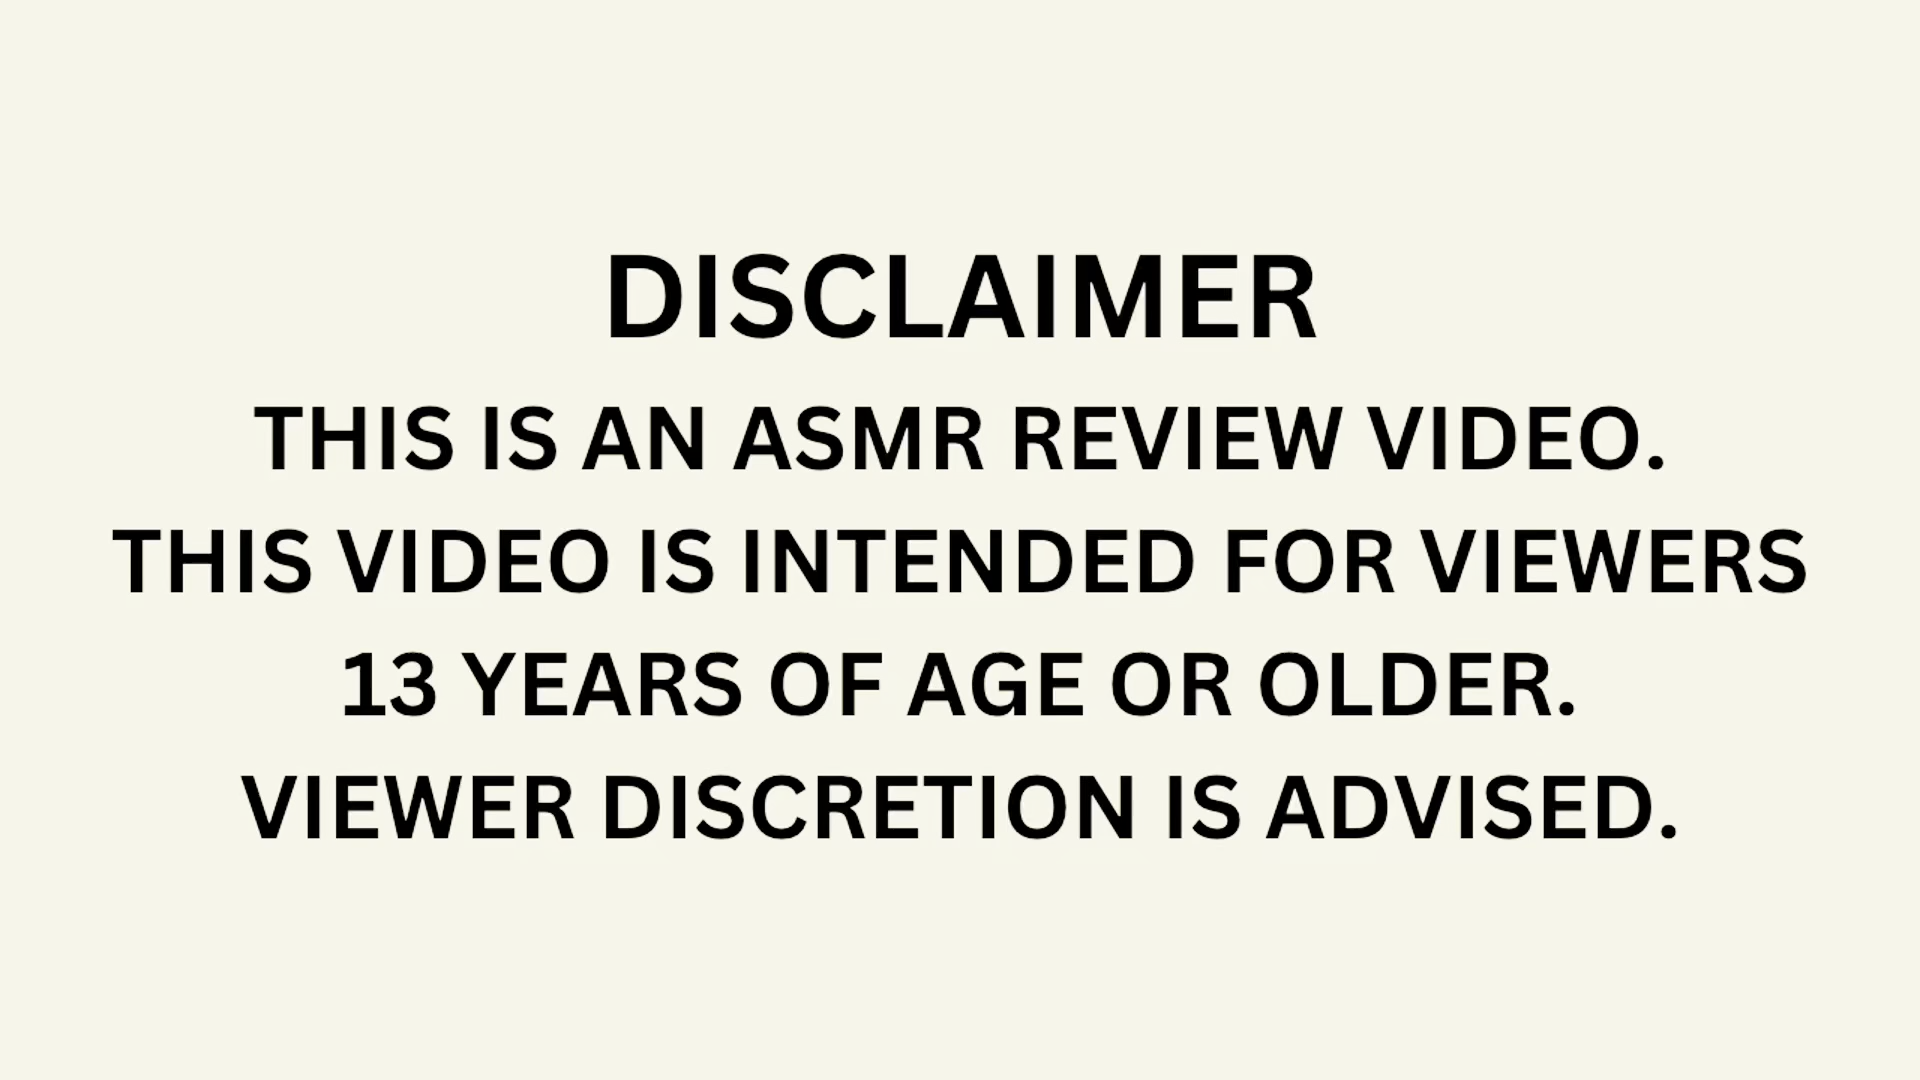 DISCLAIMER
THIS IS AN ASMR REVIEW VIDEO.
THIS VIDEO IS INTENDED FOR VIEWERS
13 YEARS OF AGE OR OLDER.
VIEWER DISCRETION IS ADVISED.